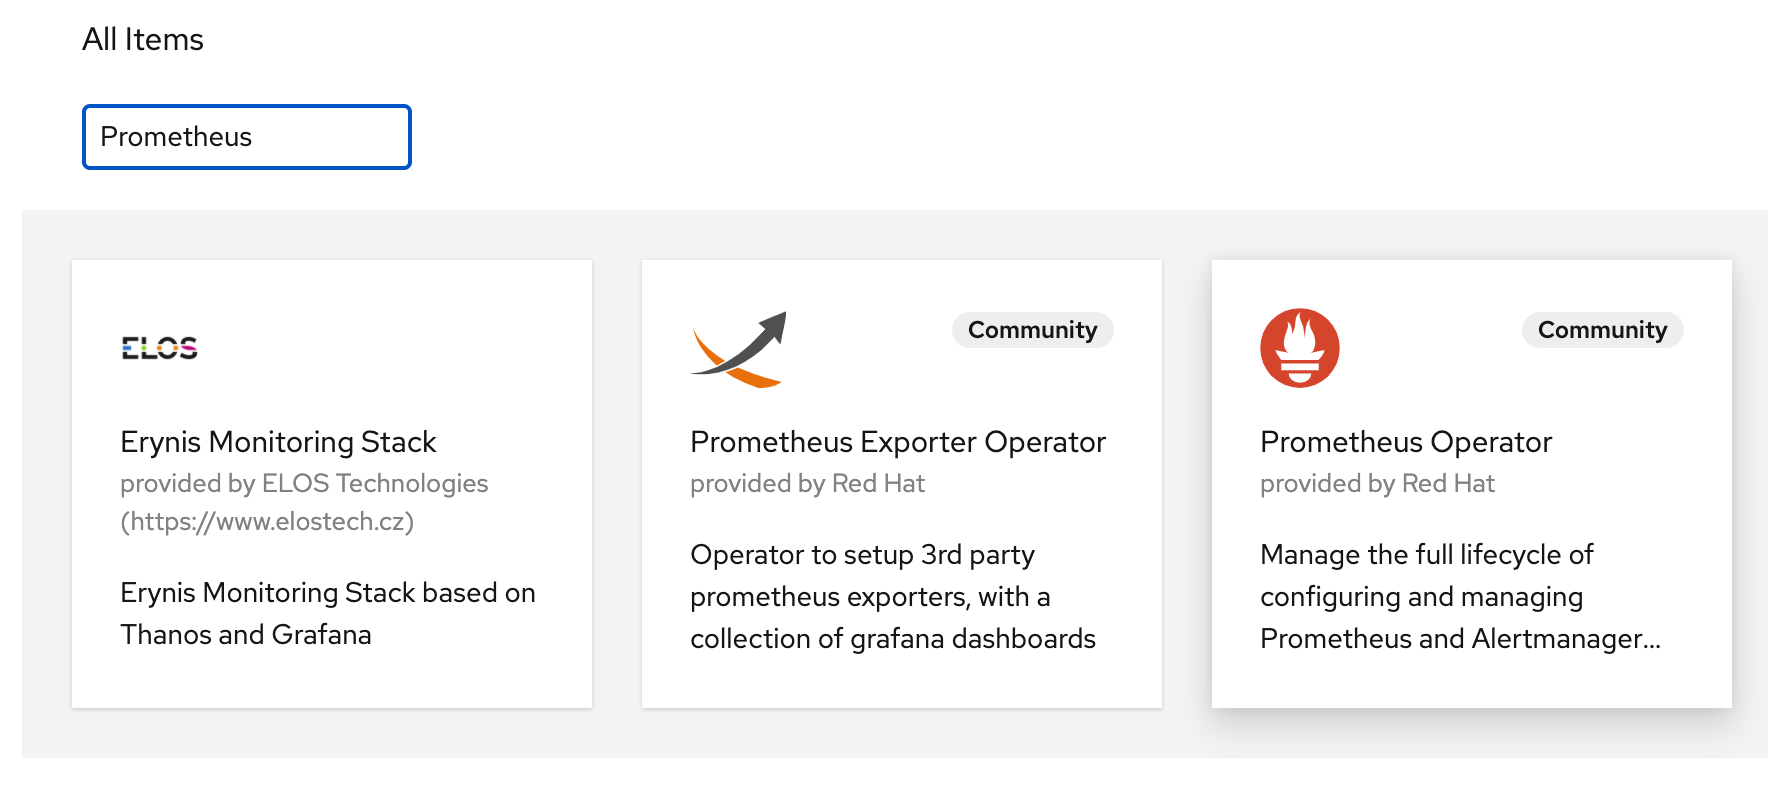 All Items
Prometheus
ELOS
Erynis Monitoring Stack
provided by ELOS Technologies
(https://www.elostech.cz)
Erynis Monitoring Stack based on
Thanos and Grafana
Community
Prometheus Exporter Operator
provided by Red Hat
Operator to setup 3rd party
prometheus exporters, with a
collection of grafana dashboards
Community
Prometheus Operator
provided by Red Hat
Manage the full lifecycle of
configuring and managing
Prometheus and Alertmanager...